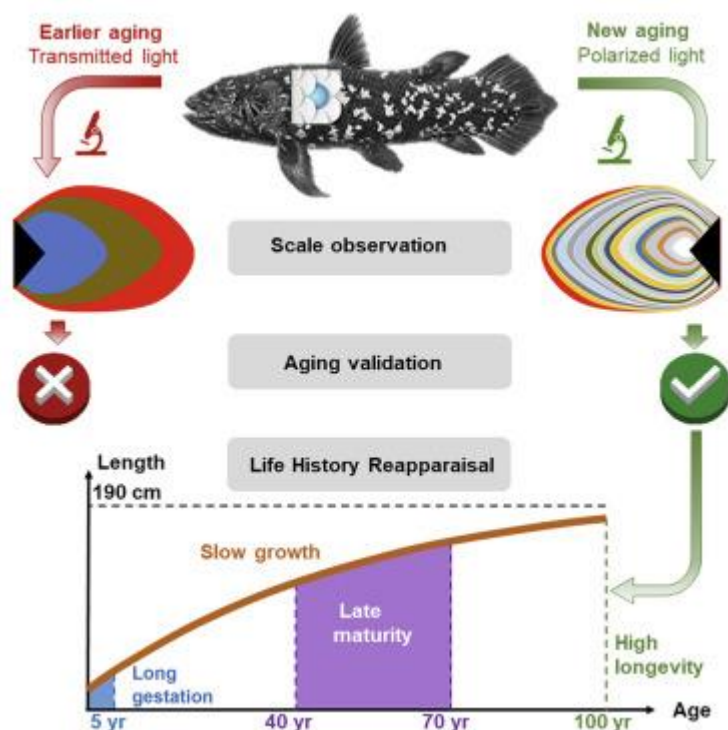 Earlier aging
Transmitted light
New aging
Polarized light
Scale observation
Aging validation
Life History Reapparaisal
Length
190 cm
Slow growth
Late
maturity
Long
gestation
High
longevity
5 yr
40 yr
70 yr
100 yr
Age